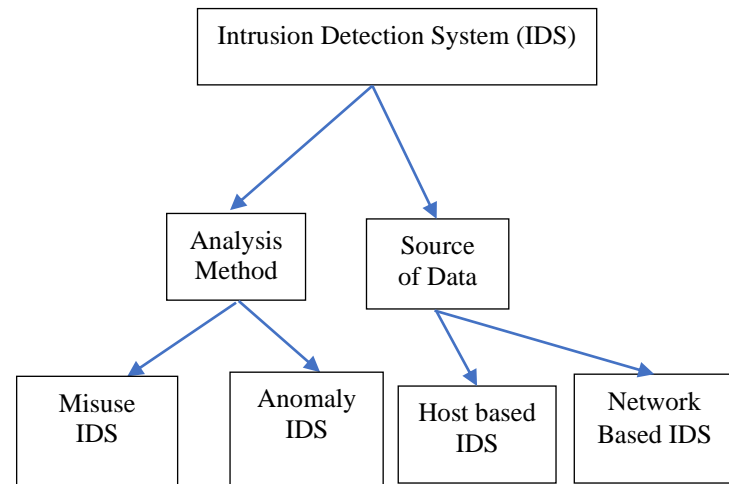 Intrusion Detection System (IDS)
Analysis
Method
Source
of Data
Misuse
IDS
Anomaly
IDS
Host based
IDS
Network
Based IDS